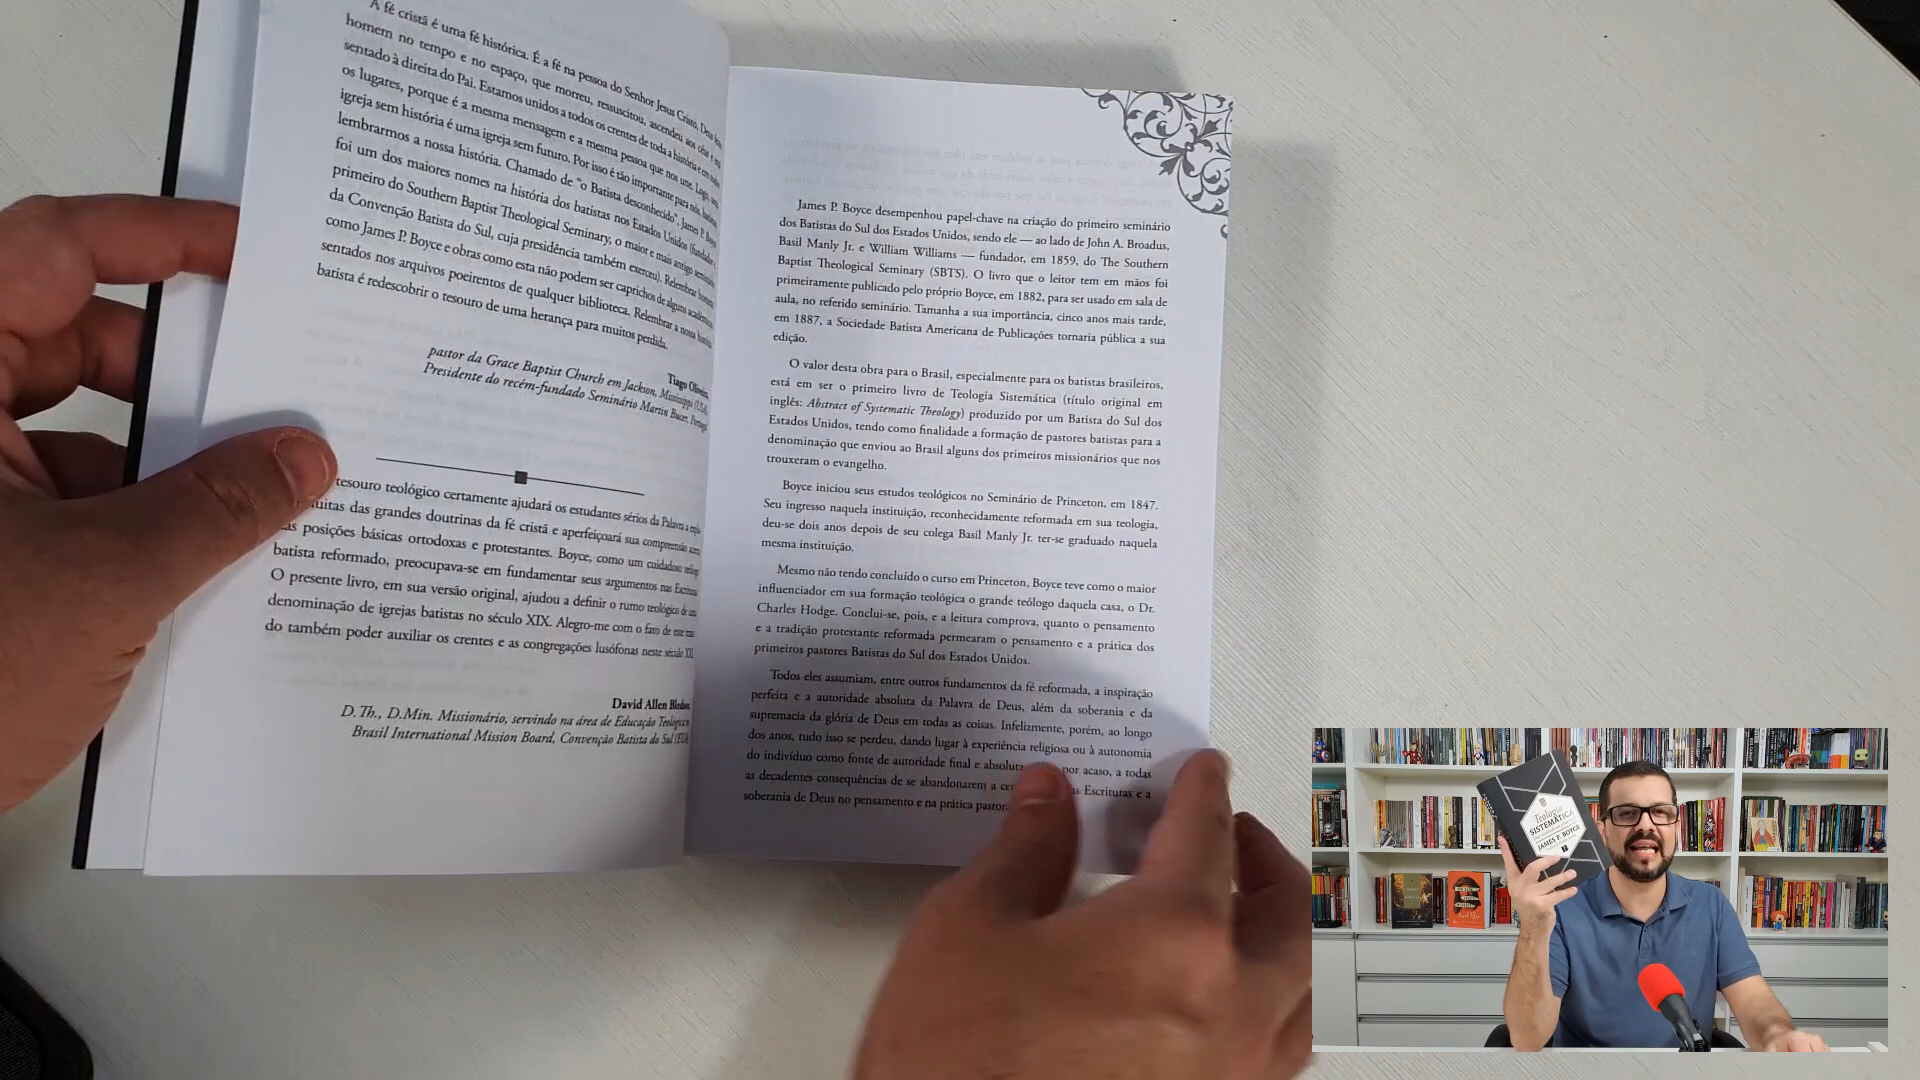 A fé cristã é uma fé histórica. É a fé na pessoa do Senhor Jesus Cristo, Deus feito
homem no tempo e no espaço, que morreu, ressuscitou, ascendeu aos céus e está
sentado à direita do Pai. Estamos unidos a todos os crentes de toda a história e em todos
os lugares, porque é a mesma mensagem e a mesma pessoa que nos une. Logo, uma
igreja sem história é uma igreja sem futuro. Por isso é tão importante para nós, batistas,
lembrarmos a nossa história. Chamado de “o Batista desconhecido”, James P. Boyce
foi um dos maiores nomes na história dos batistas nos Estados Unidos (fundador e
primeiro do Southern Baptist Theological Seminary, o maior e mais antigo seminário
da Convenção Batista do Sul, cuja presidência também exerceu). Relembrar homens
como James P. Boyce e obras como esta não podem ser caprichos de alguns acadêmicos
sentados nos arquivos poeirentos de qualquer biblioteca. Relembrar a nossa história
batista é redescobrir o tesouro de uma herança para muitos perdida.
Tiago Oliveira,
pastor da Grace Baptist Church em Jackson, Mississippi (USA).
Presidente do recém-fundado Seminário Martin Bucer, Portugal
tesouro teológico certamente ajudará os estudantes sérios da Palavra a
muitas das grandes doutrinas da fé cristã e aperfeiçoará sua compreensão
posições básicas ortodoxas e protestantes. Boyce, como um cuidadoso teólogo
batista reformado, preocupava-se em fundamentar seus argumentos nas Escrituras.
O presente livro, em sua versão original, ajudou a definir o rumo teológico de uma
denominação de igrejas batistas no século XIX. Alegro-me com o fato de
do também poder auxiliar os crentes e as congregações lusófonas neste século XXI.
David Allen Bledsoe
D.Th., D.Min. Missionário, servindo na área de Educação Teológica
Brasil International Mission Board, Convenção Batista do Sul (EUA)
James P. Boyce desempenhou papel-chave na criação do primeiro seminário
dos Batistas do Sul dos Estados Unidos, sendo ele — ao lado de John A. Broadus,
Basil Manly Jr. e William Williams — fundador, em 1859, do The Southern
Baptist Theological Seminary (SBTS). O livro que o leitor tem em mãos foi
primeiramente publicado pelo próprio Boyce, em 1882, para ser usado em sala de
aula, no referido seminário. Tamanha a sua importância, cinco anos mais tarde,
em 1887, a Sociedade Batista Americana de Publicações tornaria pública a sua
edição.
O valor desta obra para o Brasil, especialmente para os batistas brasileiros,
está em ser o primeiro livro de Teologia Sistemática (título original em
inglês: Abstract of Systematic Theology) produzido por um Batista do Sul dos
Estados Unidos, tendo como finalidade a formação de pastores batistas para a
denominação que enviou ao Brasil alguns dos primeiros missionários que nos
trouxeram o evangelho.
Boyce iniciou seus estudos teológicos no Seminário de Princeton, em 1847.
Seu ingresso naquela instituição, reconhecidamente reformada em sua teologia,
deu-se dois anos depois de seu colega Basil Manly Jr. ter-se graduado naquela
mesma instituição.
Mesmo não tendo concluído o curso em Princeton, Boyce teve como o maior
influenciador em sua formação teológica o grande teólogo daquela casa, o Dr.
Charles Hodge. Conclui-se, pois, e a leitura comprova, quanto o pensamento
e a tradição protestante reformada permearam o pensamento e a prática dos
primeiros pastores Batistas do Sul dos Estados Unidos.
Todos eles assumiam, entre outros fundamentos da fé reformada, a inspiração
perfeita e a autoridade absoluta da Palavra de Deus, além da soberania e da
supremacia da glória de Deus em todas as coisas. Infelizmente, porém, ao longo
dos anos, tudo isso se perdeu, dando lugar à experiência religiosa ou à autonomia
do indivíduo como fonte de autoridade final e absoluta por acaso, a todas
as decadentes consequências de se abandonarem a Escrituras e a
soberania de Deus no pensamento e na prática
Teologia
SISTEMÁTICA
JAMES P. BOYCE